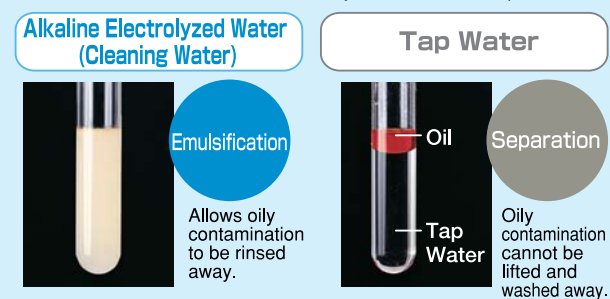 Alkaline Electrolyzed Water
(Cleaning Water)
Emulsification
Allows oily
contamination
to be rinsed
away.
Tap Water
Oil
Tap
Water
Separation
Oily
contamination
cannot be
lifted and
washed away.